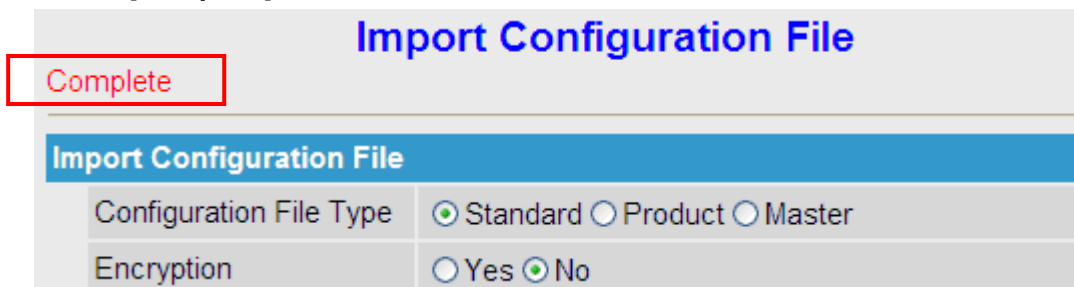 Import Configuration File
Complete
Import Configuration File
Configuration File Type Standard Product Master
Encryption Yes No